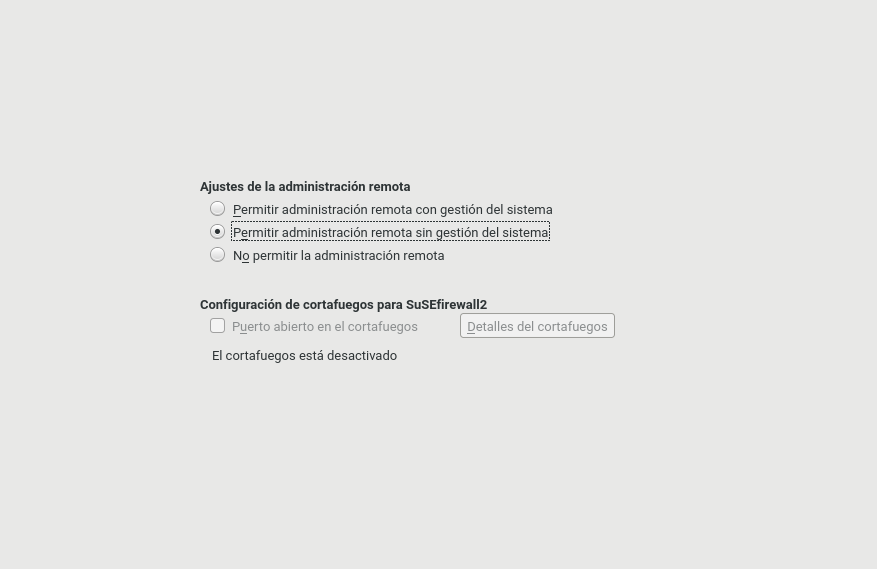 Ajustes de la administración remota
Permitir administración remota con gestión del sistema
Permitir administración remota sin gestión del sistema
No permitir la administración remota
Configuración de cortafuegos para SuSEfirewall2
Puerto abierto en el cortafuegos Detalles del cortafuegos
El cortafuegos está desactivado